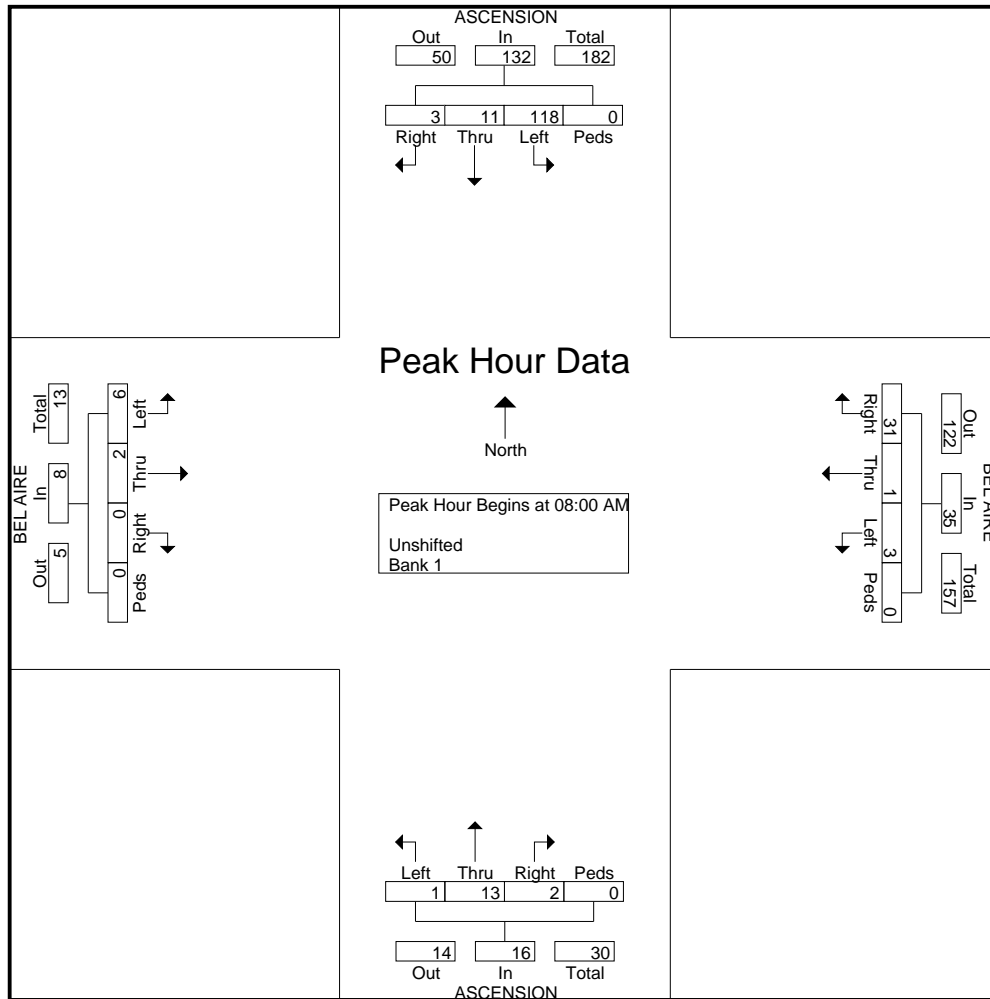 ASCENSION
Out In Total
50 132 182
3 11 118 0
Right Thru Left Peds
Peak Hour Data
North
Peak Hour Begins at 08:00 AM
Unshifted
Bank 1
BEL AIRE
Total In Out
13 8 5
6 2 0 0
Left Thru Right Peds
Right Thru Left Peds
31 1 3 0
Out In Total
122 35 157
BEL AIRE
Left Thru Right Peds
1 13 2 0
14 16 30
Out In Total
ASCENSION